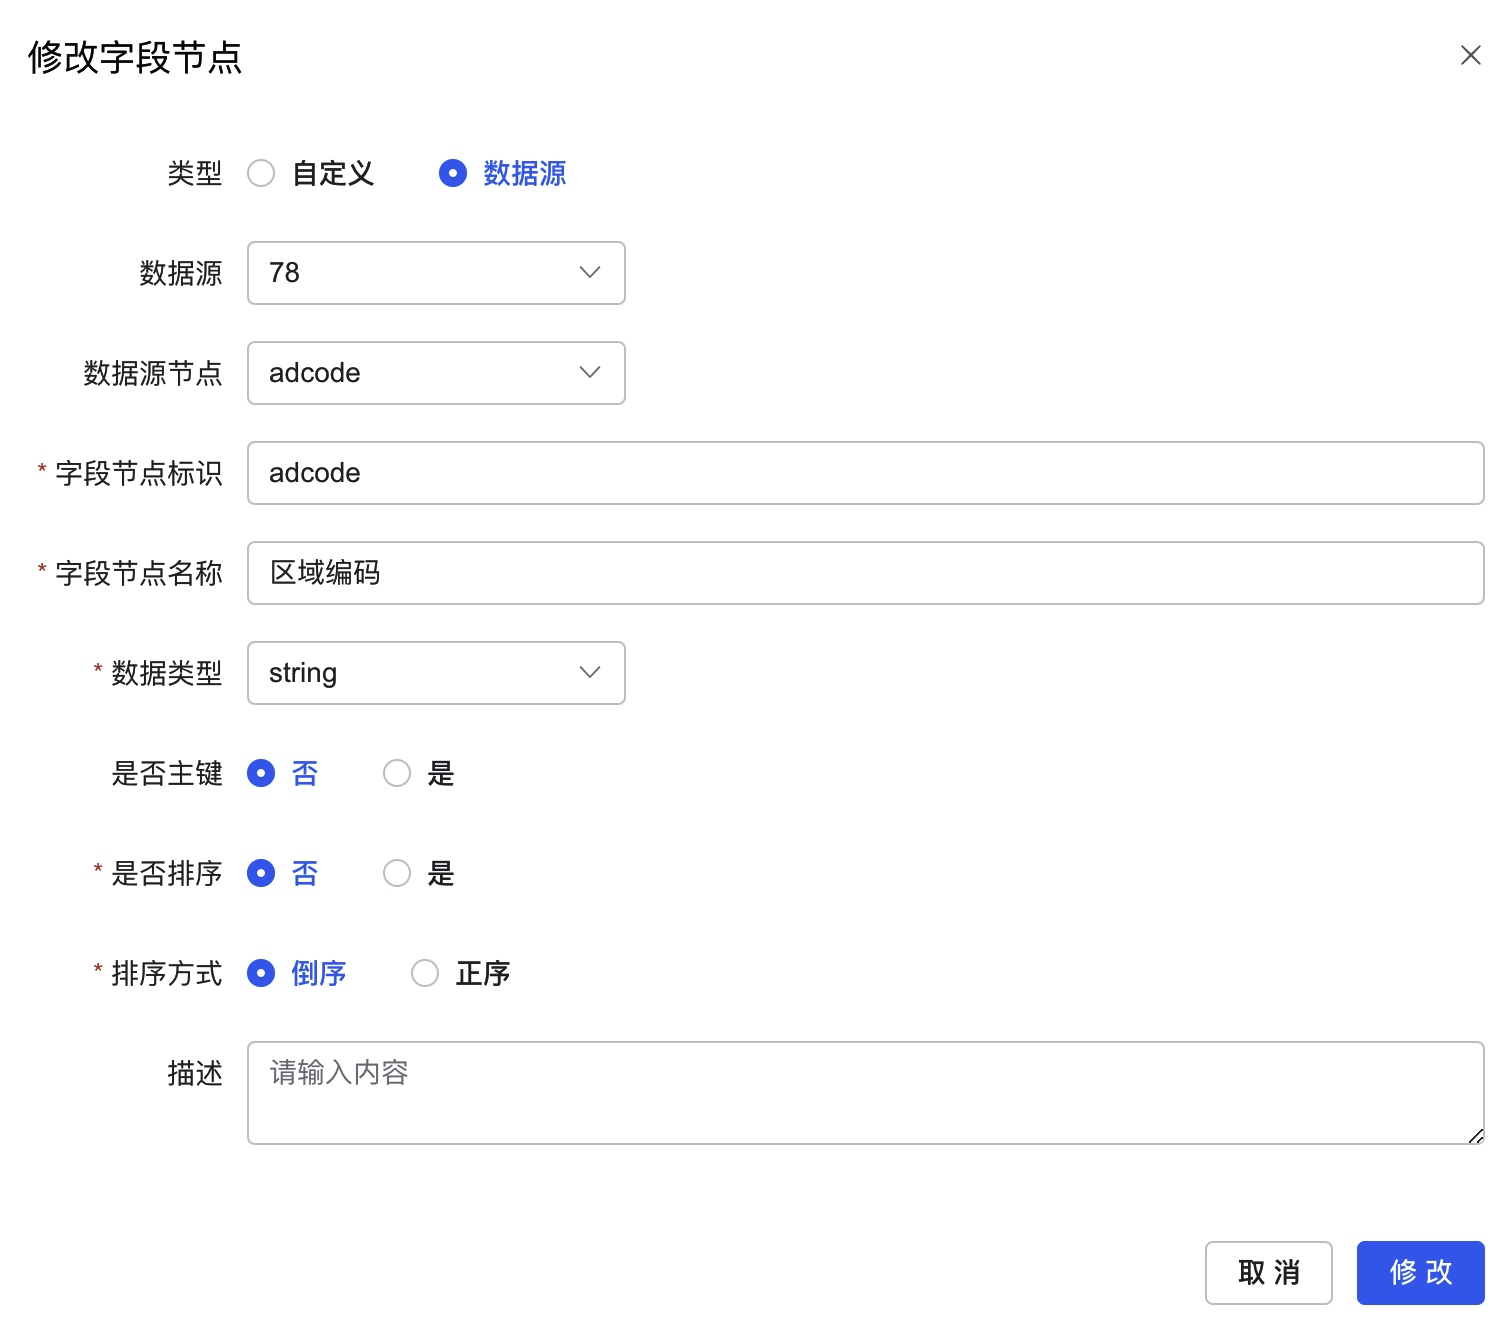 修改字段节点
类型 自定义 数据源
数据源 78
数据源节点 adcode
* 字段节点标识 adcode
* 字段节点名称 区域编码
* 数据类型 string
是否主键 否 是
* 是否排序 否 是
* 排序方式 倒序 正序
描述 请输入内容
取消 修改